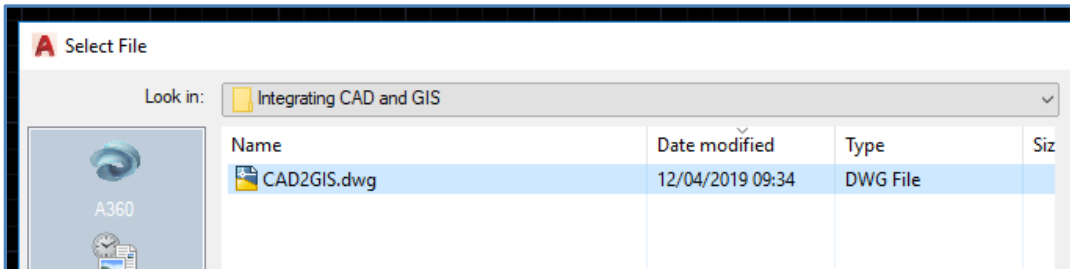 Select File
Look in: Integrating CAD and GIS
Name Date modified Type Siz
CAD2GIS.dwg 12/04/2019 09:34 DWG File
A360